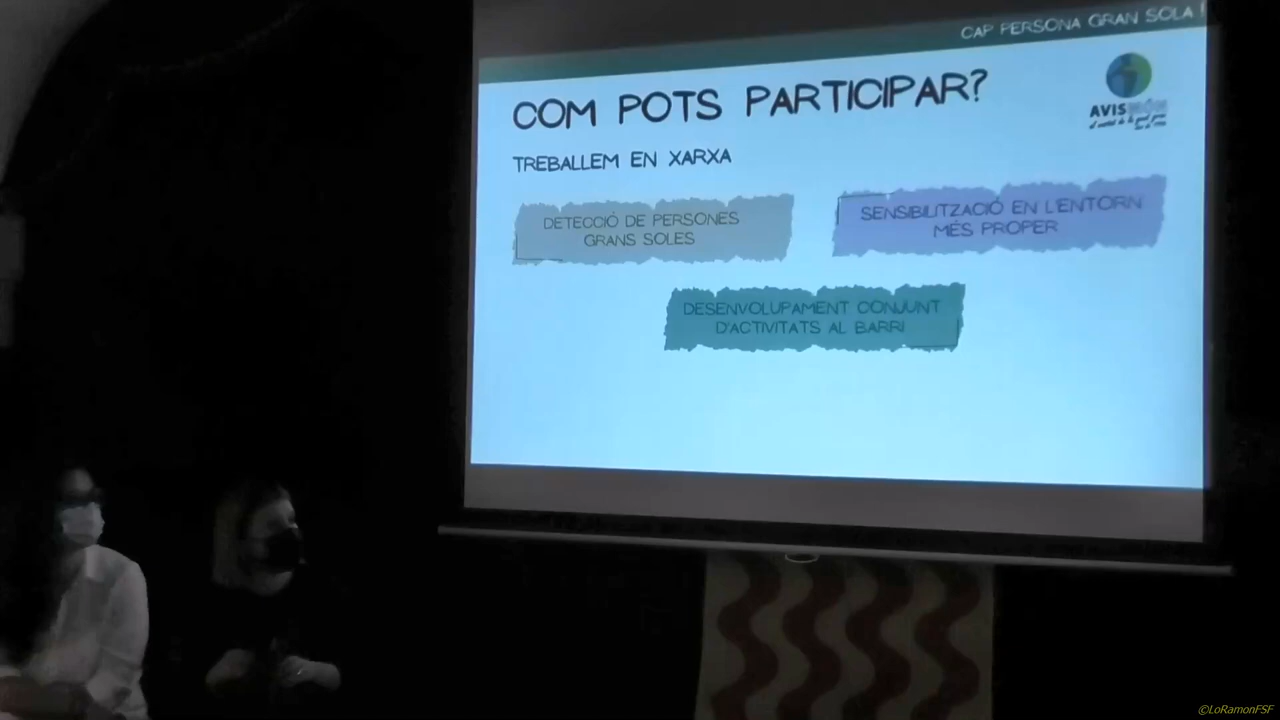 CAP PERSONA GRAN SOLA !
COM POTS PARTICIPAR?
AVISMÓN
TREBALLEM EN XARXA
DETECCIÓ DE PERSONES
GRANS SOLES
SENSIBILITZACIÓ EN L'ENTORN
MÉS PROPER
DESENVOLUPAMENT CONJUNT
D'ACTIVITATS AL BARRI
©LoRamonFSF